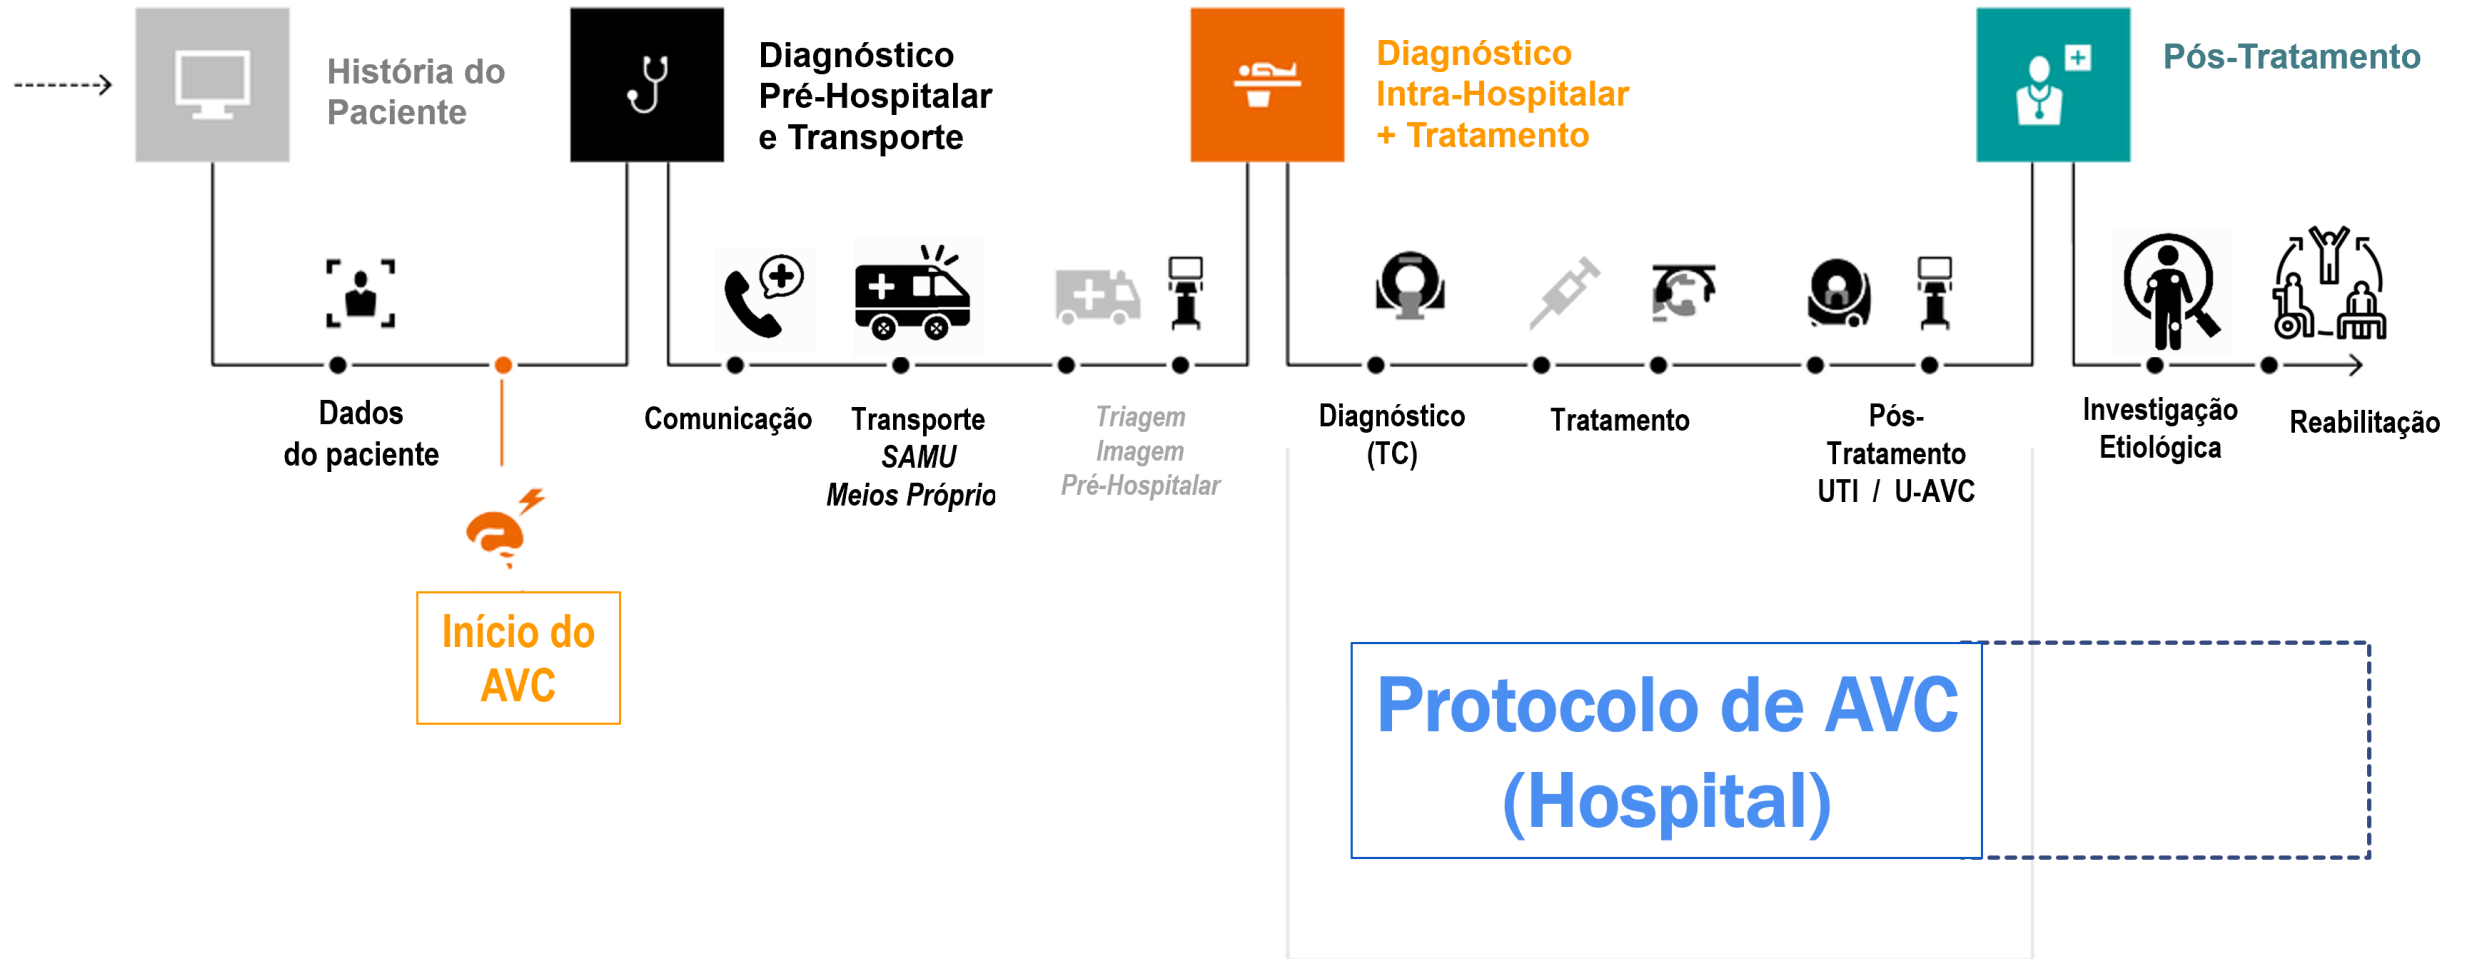 História do
Paciente
Diagnóstico
Pré-Hospitalar
e Transporte
Diagnóstico
Intra-Hospitalar
+ Tratamento
Pós-Tratamento
Dados
do paciente
Início do
AVC
Comunicação
Transporte
SAMU
Meios Próprio
Triagem
Imagem
Pré-Hospitalar
Diagnóstico
(TC)
Tratamento
Pós-
Tratamento
UTI / U-AVC
Investigação
Etiológica
Reabilitação
Protocolo de AVC
(Hospital)